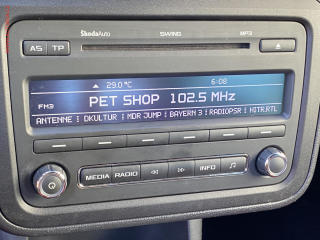 ŠkodaAuto SWING MP3
AS TP
29.0 °C 6:08
FM3 PET SHOP 102.5 MHz
ANTENNE DKULTUR MDR JUMP BAYERN 3 RADIOPSR HITR.RTL
MEDIA RADIO INFO